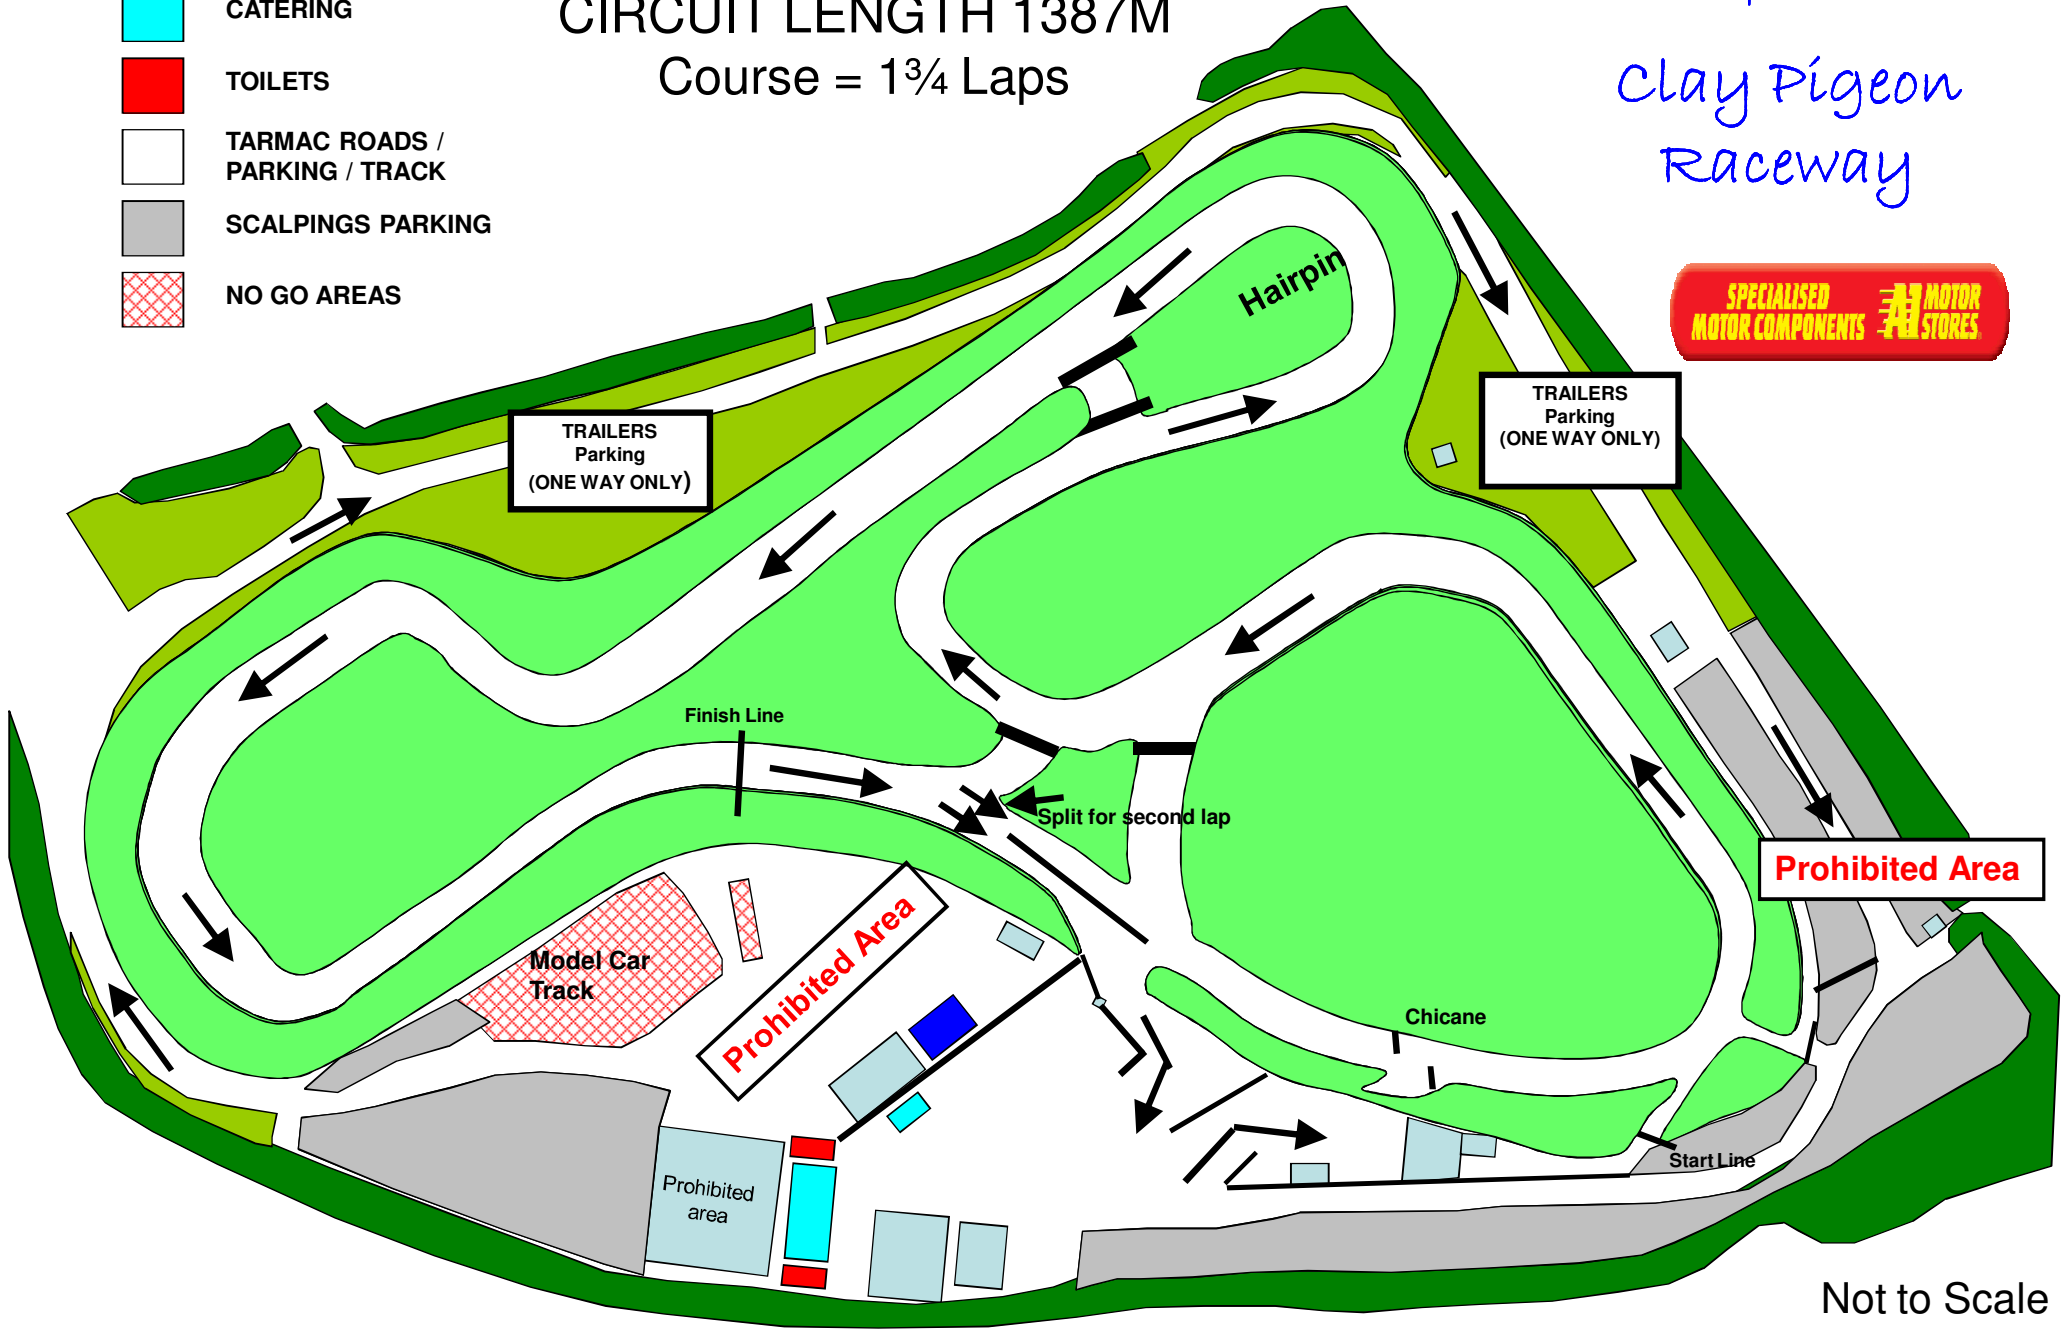 CATERING
CIRCUIT LENGTH 1387M
Course = 1¾ Laps
TOILETS
TARMAC ROADS /
PARKING / TRACK
SCALPINGS PARKING
NO GO AREAS
Clay Pigeon
Raceway
SPECIALISED
MOTOR COMPONENTS
A1 MOTOR
STORES
Hairpin
TRAILERS
Parking
(ONE WAY ONLY)
TRAILERS
Parking
(ONE WAY ONLY)
Finish Line
Split for second lap
Prohibited Area
Prohibited Area
Model Car
Track
Chicane
Start Line
Prohibited
area
Not to Scale